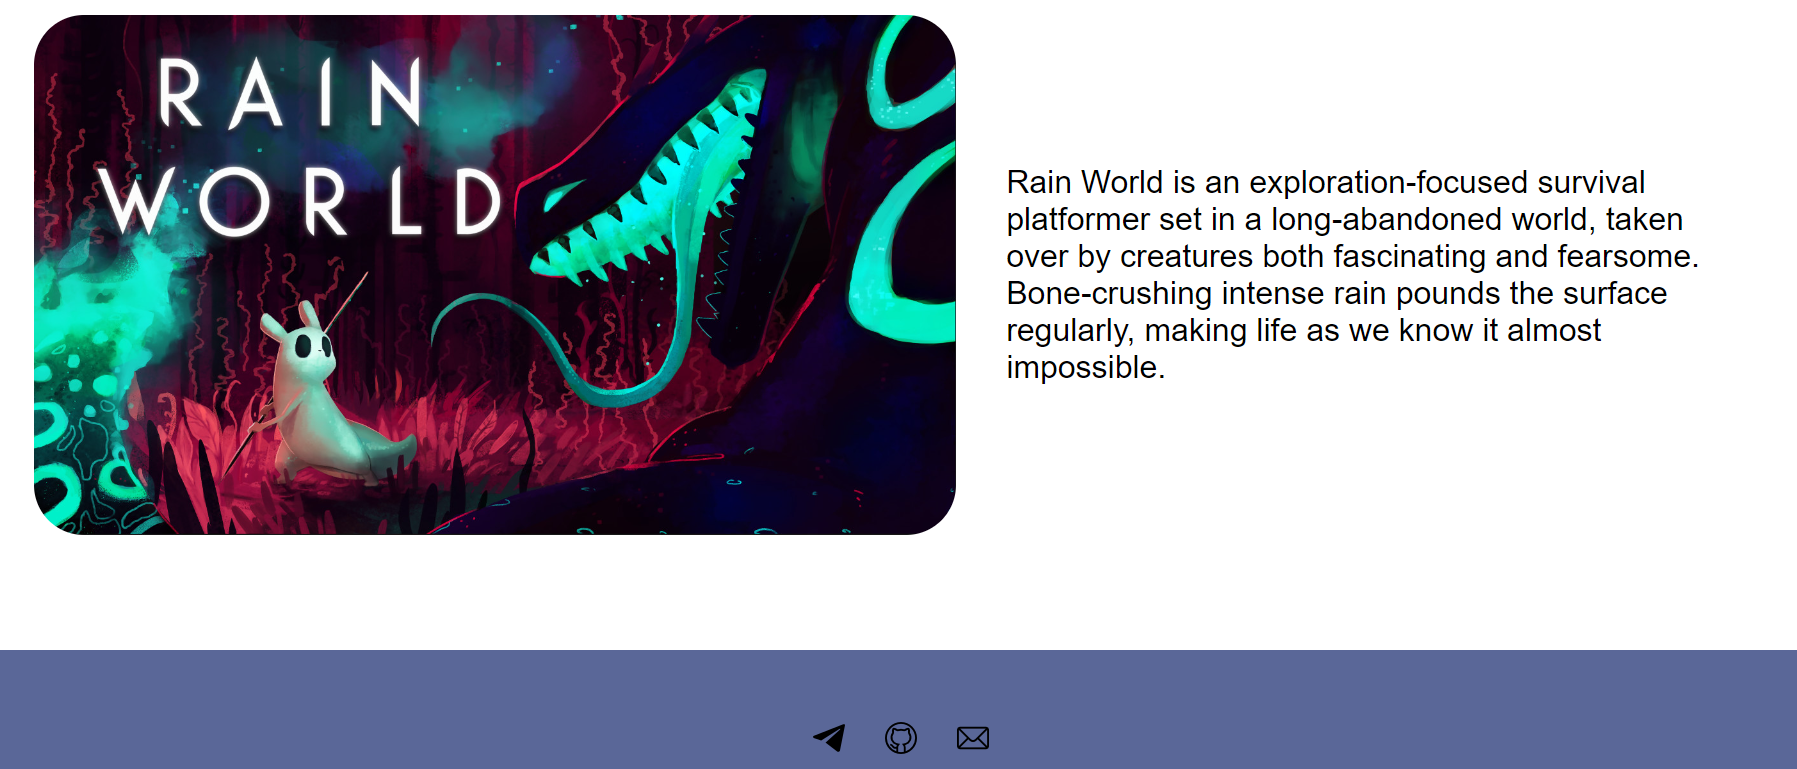 RAIN
WORLD
Rain World is an exploration-focused survival
platformer set in a long-abandoned world, taken
over by creatures both fascinating and fearsome.
Bone-crushing intense rain pounds the surface
regularly, making life as we know it almost
impossible.